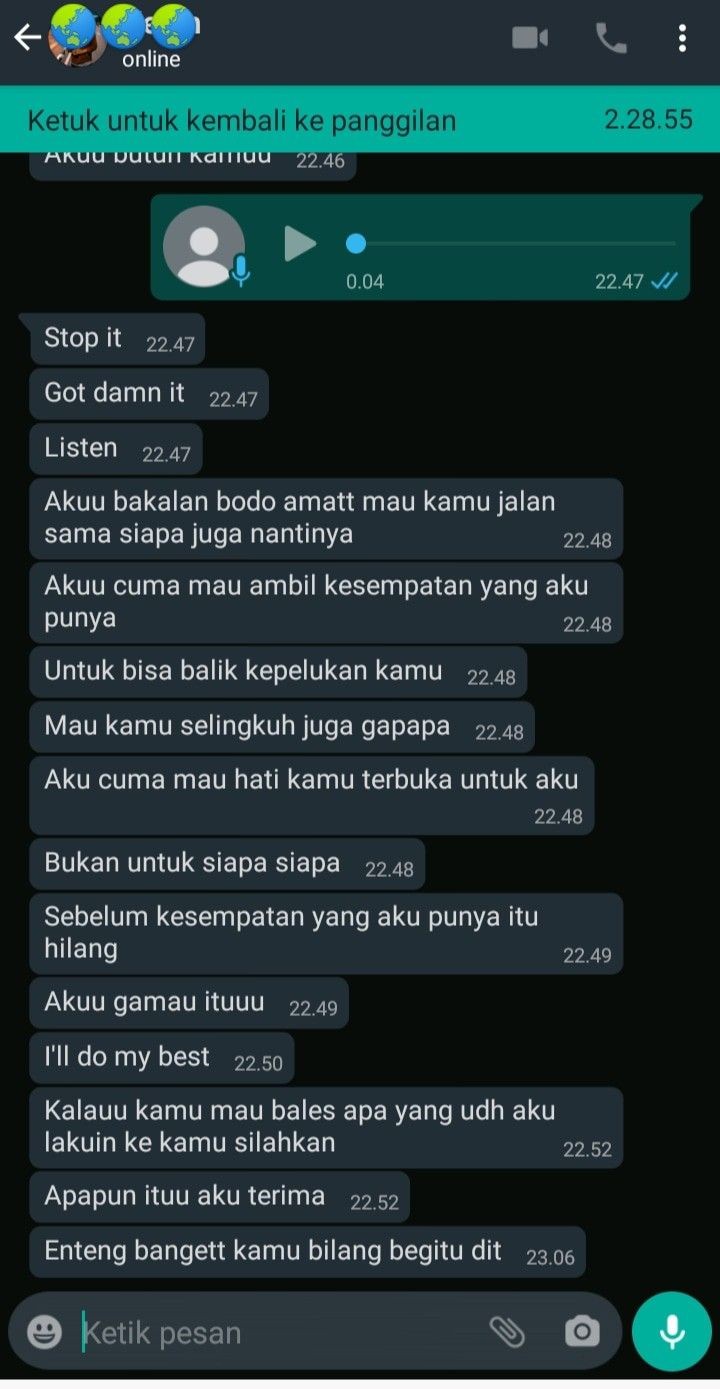 online
Ketuk untuk kembali ke panggilan 2.28.55
Akuu butuh kamuu 22.46
0.04 22.47
Stop it 22.47
Got damn it 22.47
Listen 22.47
Akuu bakalan bodo amatt mau kamu jalan
sama siapa juga nantinya 22.48
Akuu cuma mau ambil kesempatan yang aku
punya 22.48
Untuk bisa balik kepelukan kamu 22.48
Mau kamu selingkuh juga gapapa 22.48
Aku cuma mau hati kamu terbuka untuk aku
22.48
Bukan untuk siapa siapa 22.48
Sebelum kesempatan yang aku punya itu
hilang 22.49
Akuu gamau ituuu 22.49
I'll do my best 22.50
Kalauu kamu mau bales apa yang udh aku
lakuin ke kamu silahkan 22.52
Apapun ituu aku terima 22.52
Enteng bangett kamu bilang begitu dit 23.06
Ketik pesan